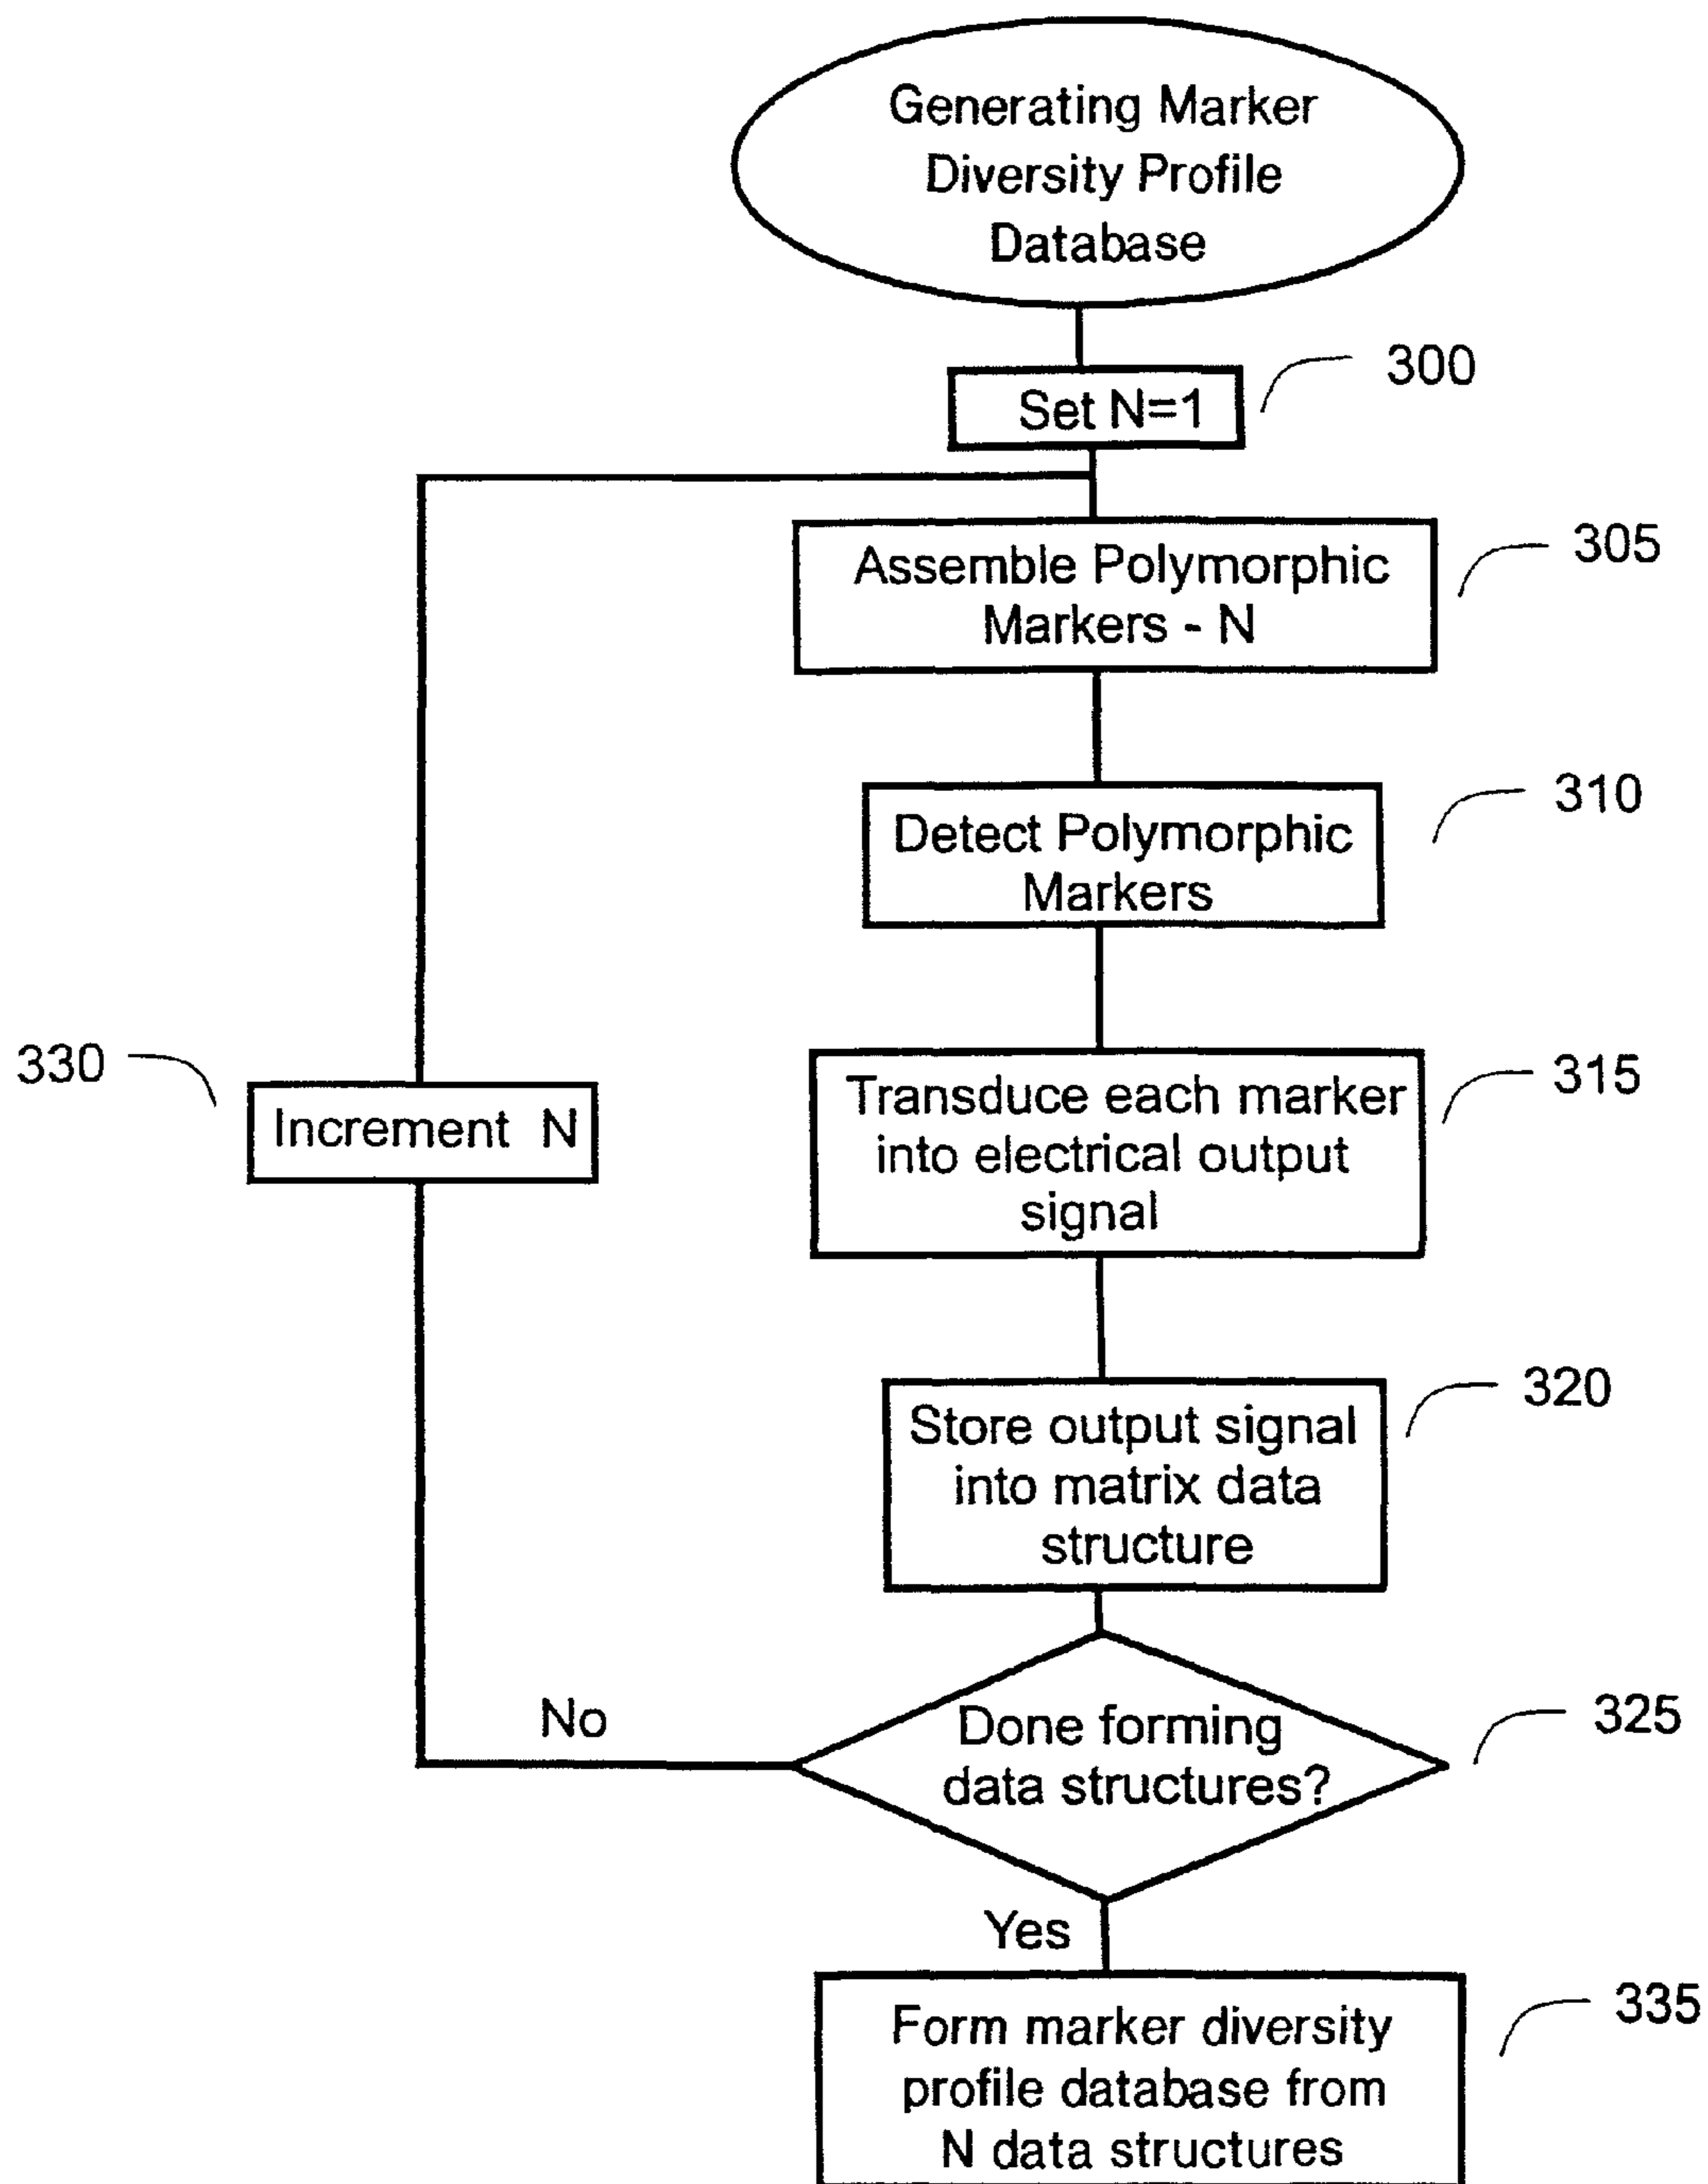 Generating Marker
Diversity Profile
Database
300
Set N=1
305
Assemble Polymorphic
Markers - N
310
Detect Polymorphic
Markers
315
Transduce each marker
into electrical output
signal
330
Increment N
320
Store output signal
into matrix data
structure
325
Done forming
data structures?
No
Yes
335
Form marker diversity
profile database from
N data structures